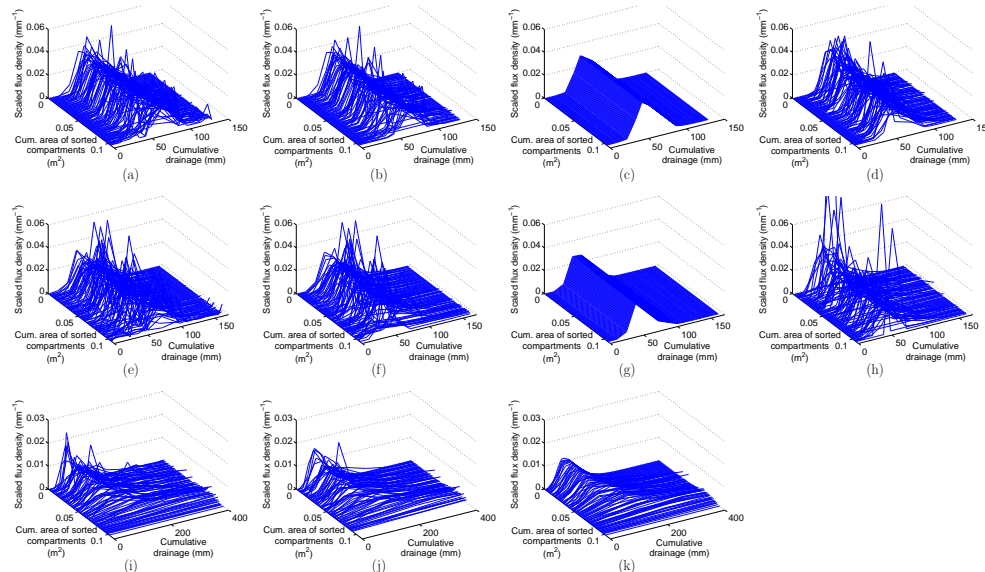 Scaled flux density (mm⁻¹)
0.06
0.04
0.02
0
0.05
0.1
0
50
100
150
Cum. area of sorted
compartments
(m²)
Cumulative
drainage (mm)
(a)
Scaled flux density (mm⁻¹)
0.06
0.04
0.02
0
0.05
0.1
0
50
100
150
Cum. area of sorted
compartments
(m²)
Cumulative
drainage (mm)
(b)
Scaled flux density (mm⁻¹)
0.06
0.04
0.02
0
0.05
0.1
0
50
100
150
Cum. area of sorted
compartments
(m²)
Cumulative
drainage (mm)
(c)
Scaled flux density (mm⁻¹)
0.06
0.04
0.02
0
0.05
0.1
0
50
100
Cum. area of sorted
compartments
(m²)
Cumulative
drainage (mm)
(d)
Scaled flux density (mm⁻¹)
0.06
0.04
0.02
0
0.05
0.1
0
50
100
150
Cum. area of sorted
compartments
(m²)
Cumulative
drainage (mm)
(e)
Scaled flux density (mm⁻¹)
0.06
0.04
0.02
0
0.05
0.1
0
50
100
150
Cum. area of sorted
compartments
(m²)
Cumulative
drainage (mm)
(f)
Scaled flux density (mm⁻¹)
0.06
0.04
0.02
0
0.05
0.1
0
50
100
150
Cum. area of sorted
compartments
(m²)
Cumulative
drainage (mm)
(g)
Scaled flux density (mm⁻¹)
0.06
0.04
0.02
0
0.05
0.1
0
50
100
150
Cum. area of sorted
compartments
(m²)
Cumulative
drainage (mm)
(h)
Scaled flux density (mm⁻¹)
0.03
0.02
0.01
0
0.05
0.1
0
200
400
Cum. area of sorted
compartments
(m²)
Cumulative
drainage (mm)
(i)
Scaled flux density (mm⁻¹)
0.03
0.02
0.01
0
0.05
0.1
0
200
400
Cum. area of sorted
compartments
(m²)
Cumulative
drainage (mm)
(j)
Scaled flux density (mm⁻¹)
0.03
0.02
0.01
0
0.05
0.1
0
200
400
Cum. area of sorted
compartments
(m²)
Cumulative
drainage (mm)
(k)